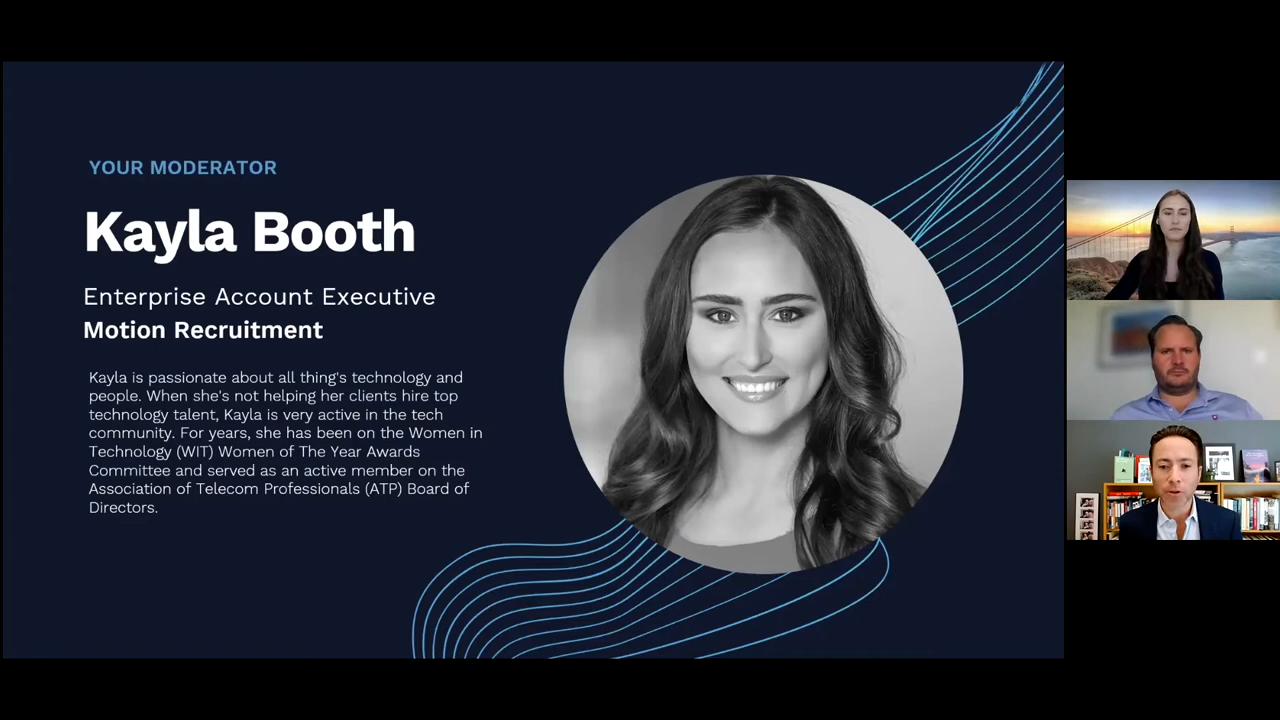 YOUR MODERATOR
Kayla Booth
Enterprise Account Executive
Motion Recruitment
Kayla is passionate about all thing's technology and
people. When she's not helping her clients hire top
technology talent, Kayla is very active in the tech
community. For years, she has been on the Women in
Technology (WIT) Women of The Year Awards
Committee and served as an active member on the
Association of Telecom Professionals (ATP) Board of
Directors.